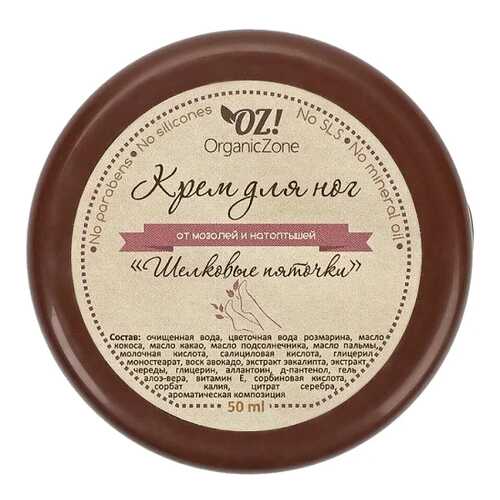 No parabens • No silicones
No SLS • No mineral oil •
OZ!
OrganicZone
Крем для ног
от мозолей и натоптышей
"Шелковые пяточки"
Состав: очищенная вода, цветочная вода розмарина, масло
кокоса, масло какао, масло подсолнечника, масло пальмы,
молочная кислота, салициловая кислота, глицерил
моностеарат, воск авокадо, экстракт эвкалипта, экстракт
череды, глицерин, аллантоин, д-пантенол, гель
алоэ-вера, витамин Е, сорбиновая кислота,
сорбат калия, цитрат серебра,
ароматическая композиция
50 ml